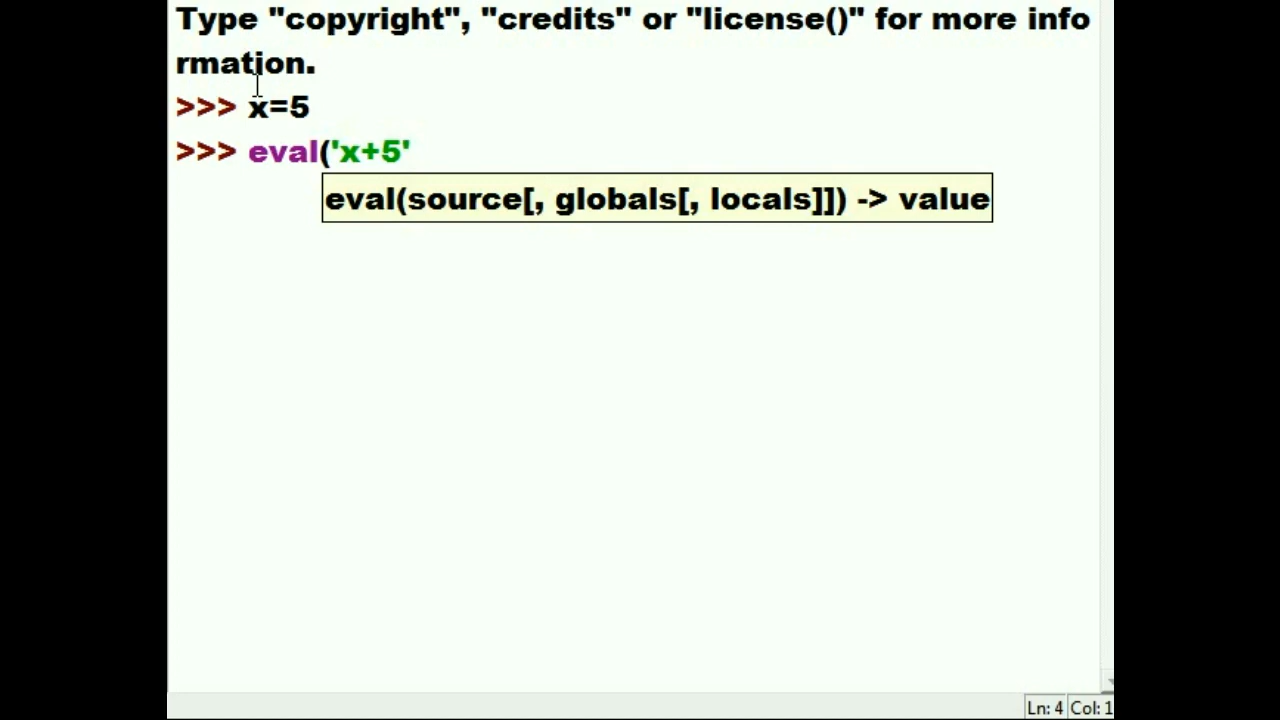 Type "copyright", "credits" or "license()" for more info
rmation.
>>> x=5
>>> eval('x+5'
eval(source[, globals[, locals]]) -> value
Ln: 4 Col: 1